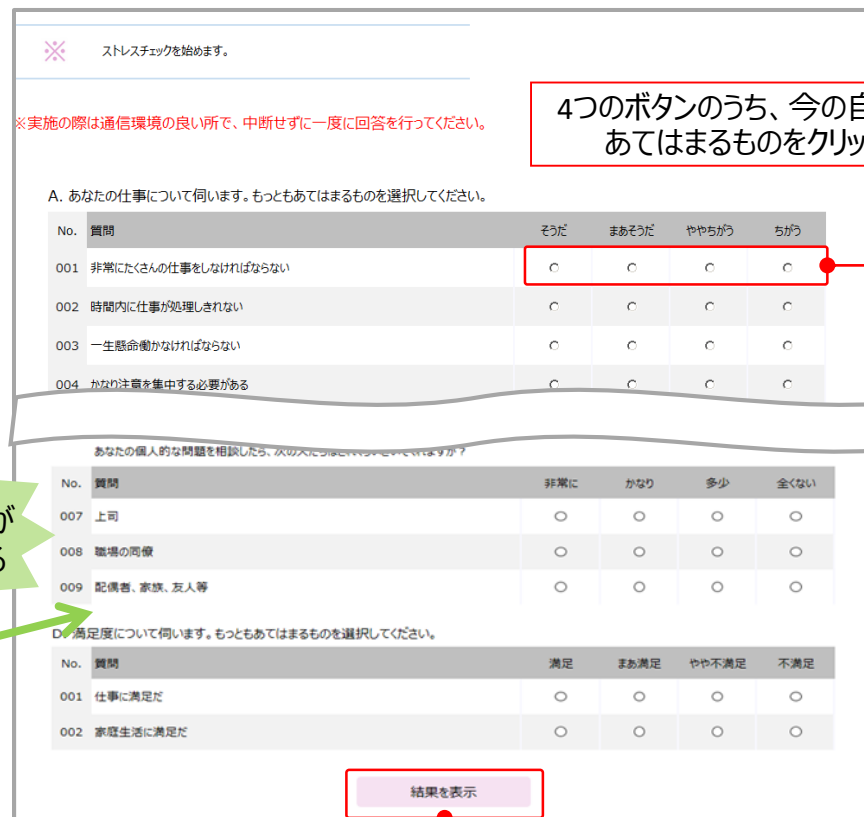 ※ ストレスチェックを始めます。
※実施の際は通信環境の良い所で、中断せずに一度に回答を行ってください。
4つのボタンのうち、今の自
あてはまるものをクリッ
A. あなたの仕事について伺います。もっともあてはまるものを選択してください。
No. 質問 そうだ まあそうだ ややちがう ちがう
001 非常にたくさんの仕事をしなければならない
002 時間内に仕事が処理しきれない
003 一生懸命働かなければならない
004 かなり注意を集中する必要がある
あなたの個人的な問題を相談したら、次の人たちはどれくらいきいてくれますか?
No. 質問 非常に かなり 多少 全くない
007 上司
が
008 職場の同僚
る
009 配偶者、家族、友人等
D. 満足度について伺います。もっともあてはまるものを選択してください。
No. 質問 満足 まあ満足 やや不満足 不満足
001 仕事に満足だ
002 家庭生活に満足だ
結果を表示